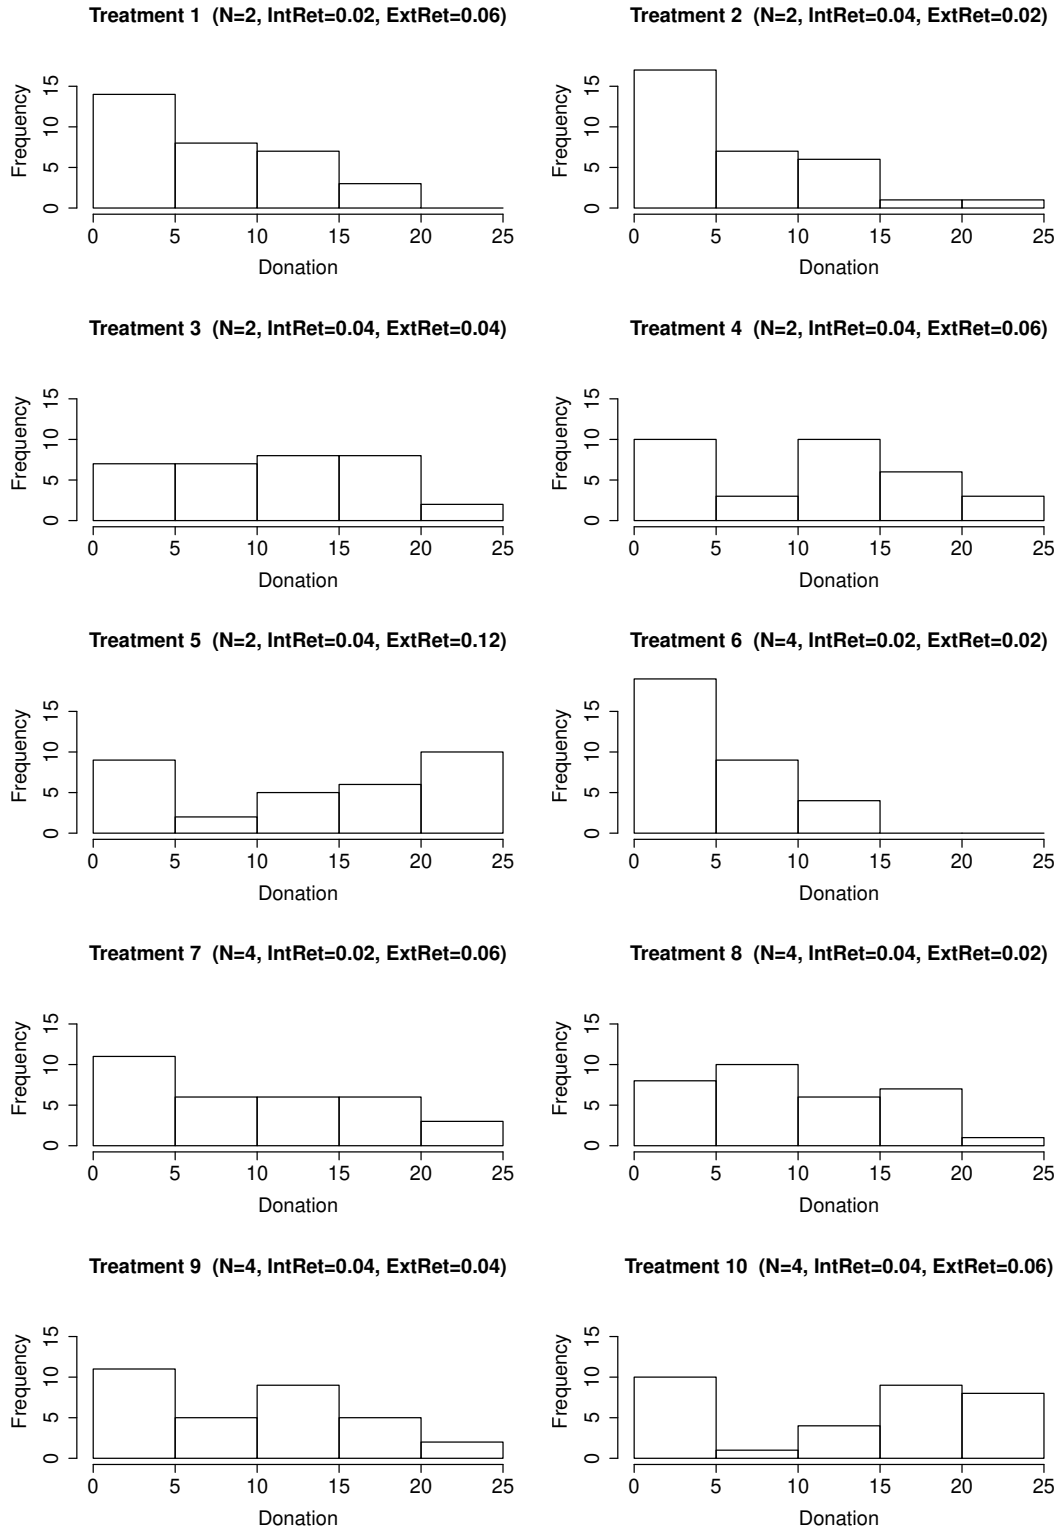 Treatment 1 (N=2, IntRet=0.02, ExtRet=0.06)
Frequency
0 5 10 15
0 5 10 15 20 25
Donation
Treatment 2 (N=2, IntRet=0.04, ExtRet=0.02)
Frequency
0 5 10 15
0 5 10 15 20 25
Donation
Treatment 3 (N=2, IntRet=0.04, ExtRet=0.04)
Frequency
0 5 10 15
0 5 10 15 20 25
Donation
Treatment 4 (N=2, IntRet=0.04, ExtRet=0.06)
Frequency
0 5 10 15
0 5 10 15 20 25
Donation
Treatment 5 (N=2, IntRet=0.04, ExtRet=0.12)
Frequency
0 5 10 15
0 5 10 15 20 25
Donation
Treatment 6 (N=4, IntRet=0.02, ExtRet=0.02)
Frequency
0 5 10 15
0 5 10 15 20 25
Donation
Treatment 7 (N=4, IntRet=0.02, ExtRet=0.06)
Frequency
0 5 10 15
0 5 10 15 20 25
Donation
Treatment 8 (N=4, IntRet=0.04, ExtRet=0.02)
Frequency
0 5 10 15
0 5 10 15 20 25
Donation
Treatment 9 (N=4, IntRet=0.04, ExtRet=0.04)
Frequency
0 5 10 15
0 5 10 15 20 25
Donation
Treatment 10 (N=4, IntRet=0.04, ExtRet=0.06)
Frequency
0 5 10 15
0 5 10 15 20 25
Donation